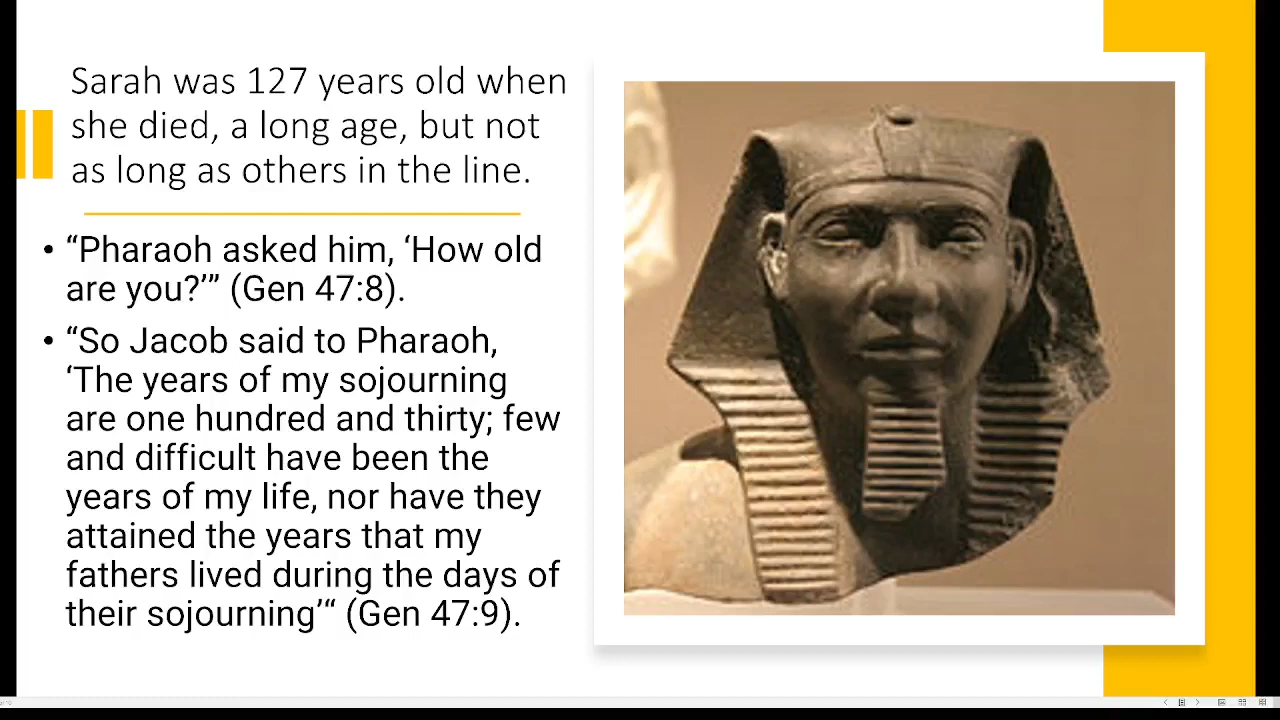 Sarah was 127 years old when
she died, a long age, but not
as long as others in the line.
• “Pharaoh asked him, ‘How old
are you?’” (Gen 47:8).
• “So Jacob said to Pharaoh,
‘The years of my sojourning
are one hundred and thirty; few
and difficult have been the
years of my life, nor have they
attained the years that my
fathers lived during the days of
their sojourning’“ (Gen 47:9).